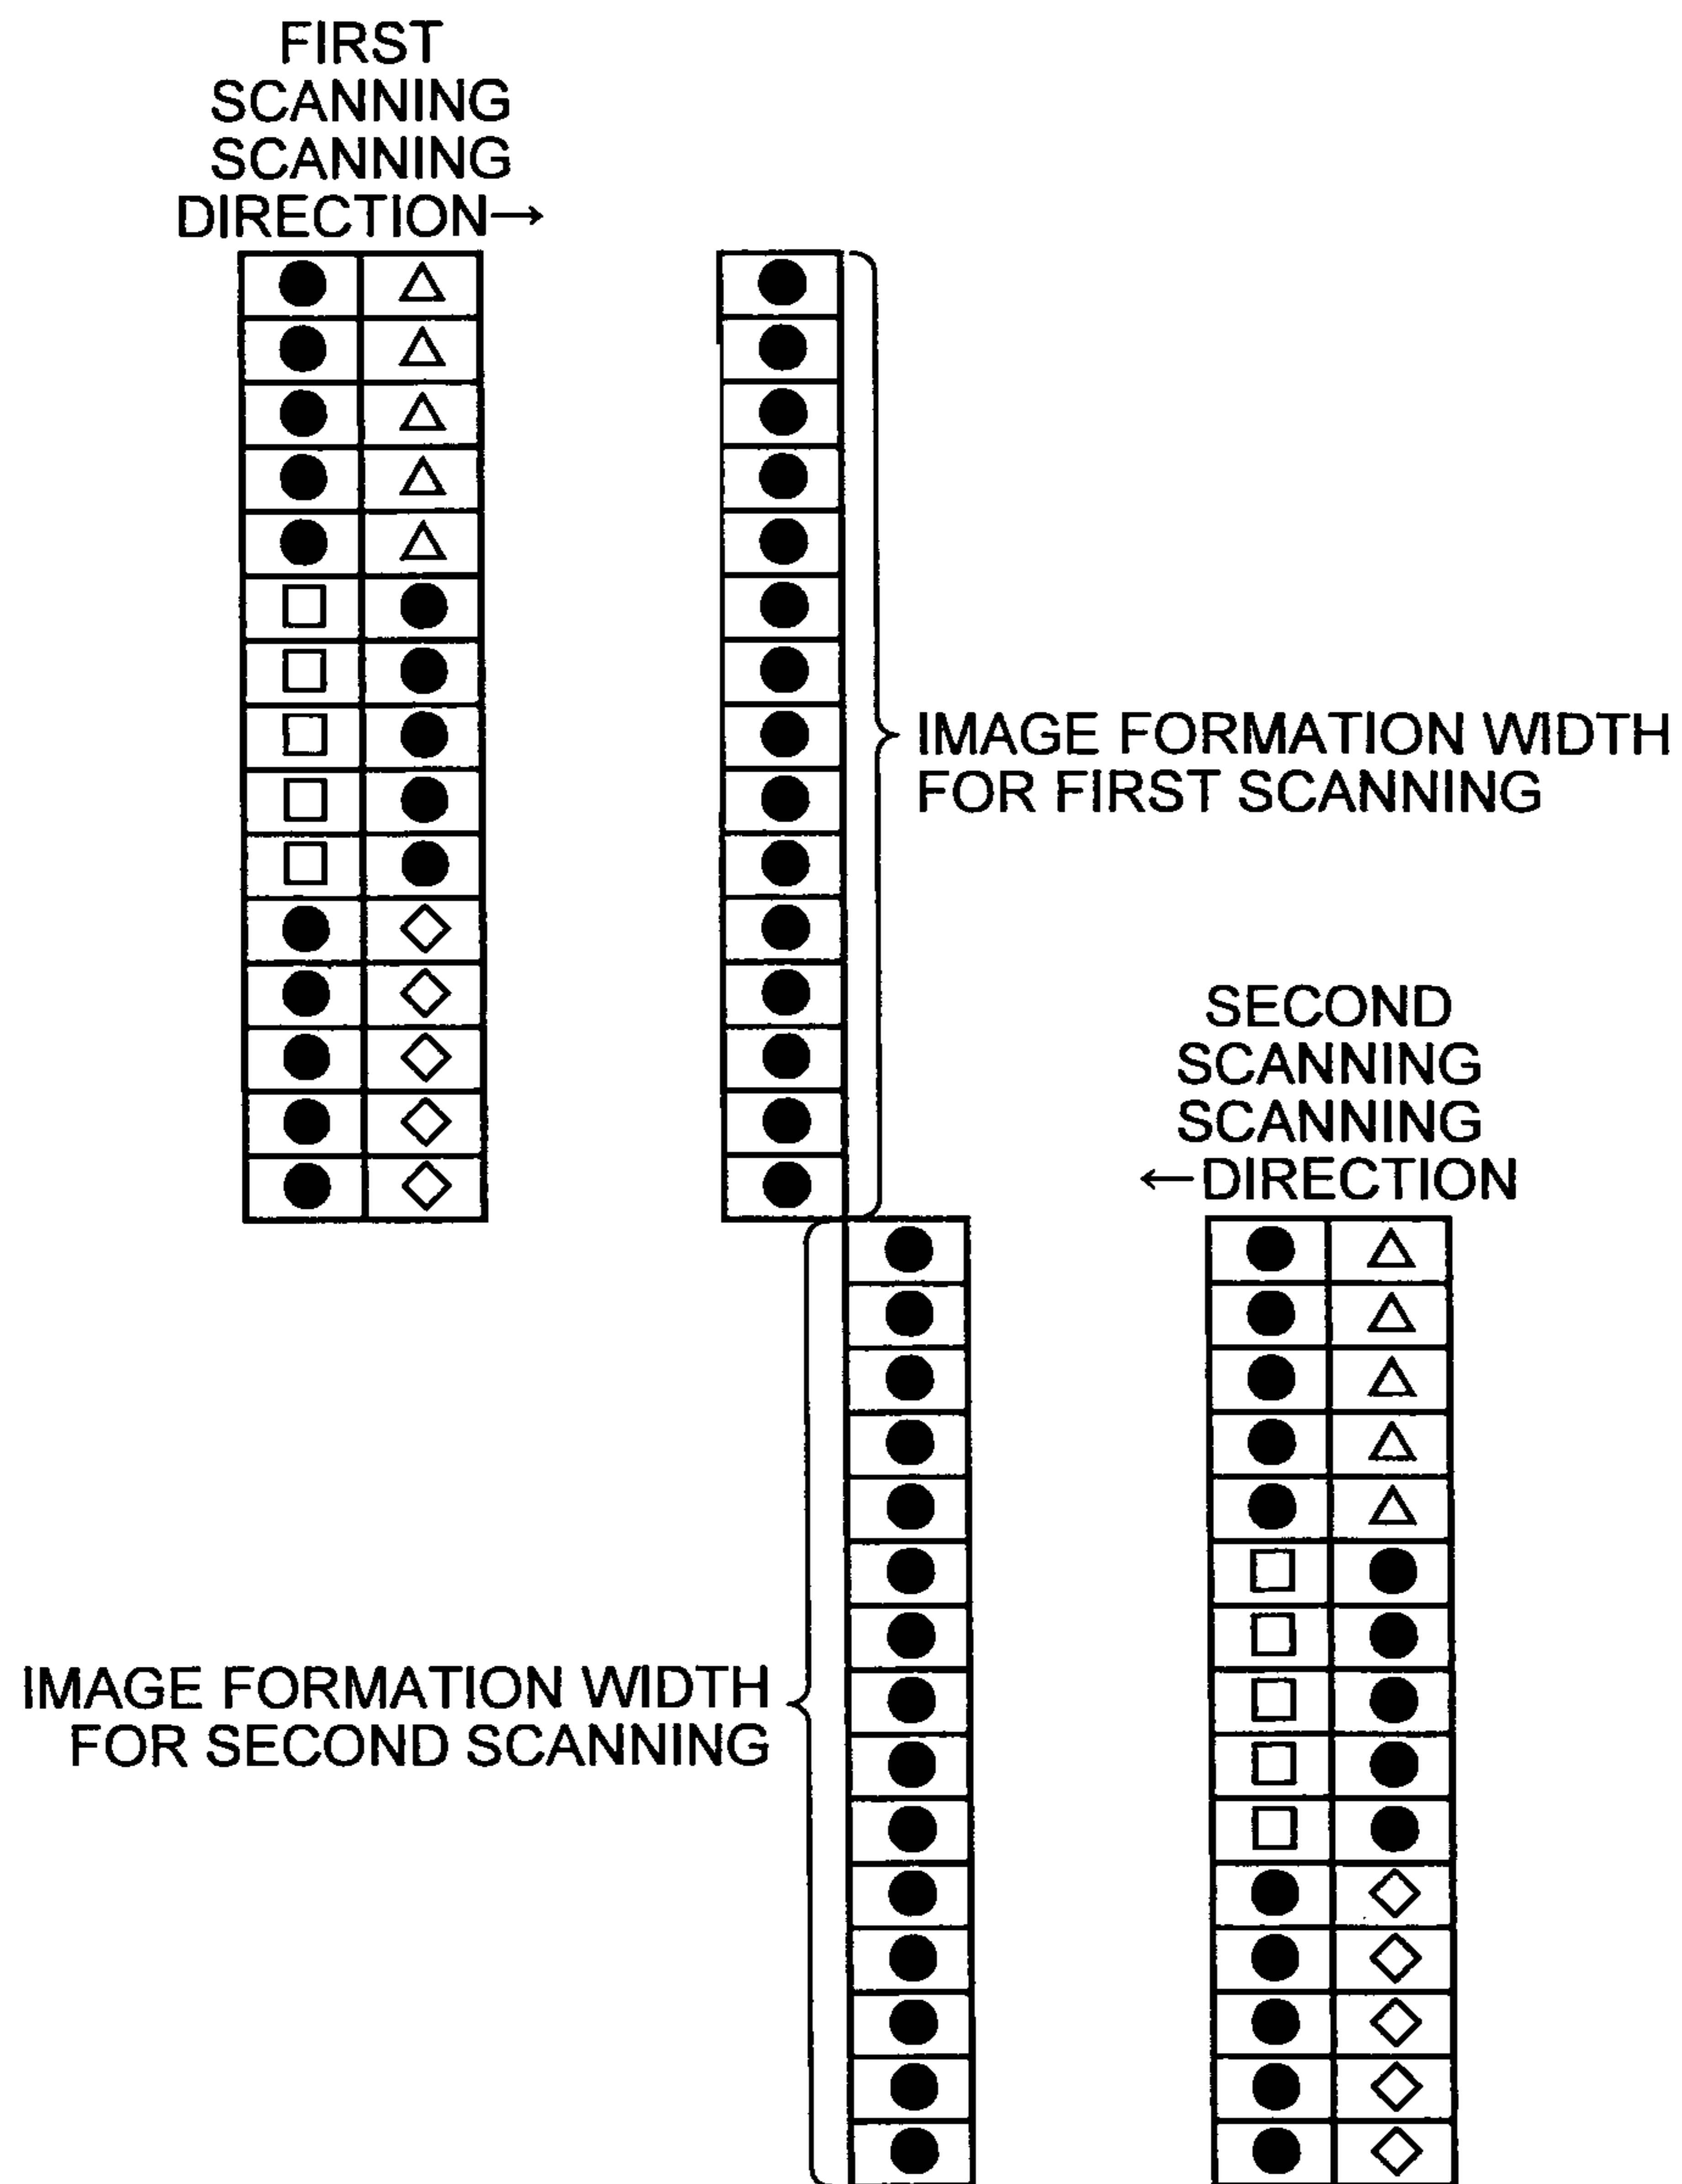 FIRST
SCANNING
SCANNING
DIRECTION→
IMAGE FORMATION WIDTH
FOR FIRST SCANNING
SECOND
SCANNING
SCANNING
←DIRECTION
IMAGE FORMATION WIDTH
FOR SECOND SCANNING